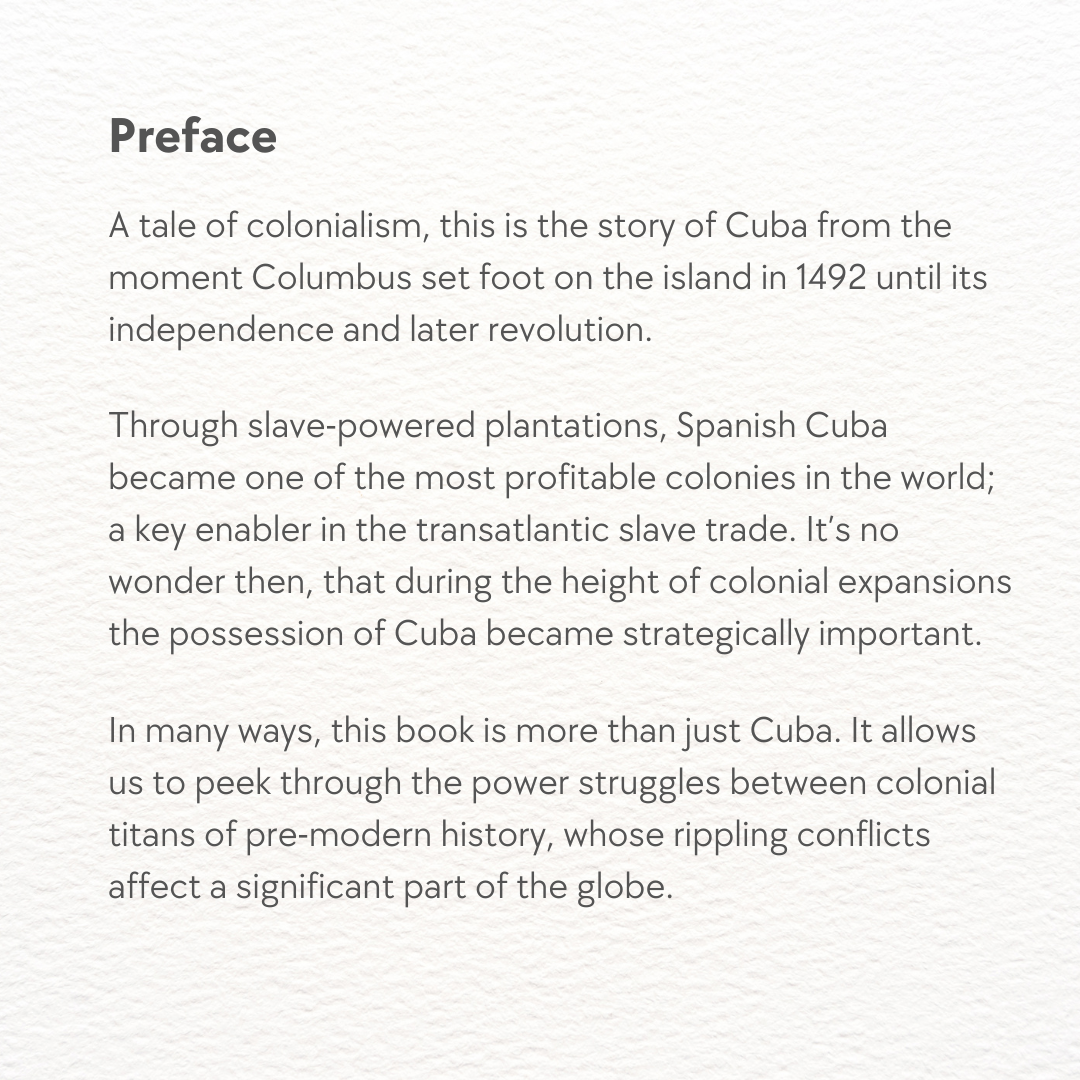 Preface
A tale of colonialism, this is the story of Cuba from the
moment Columbus set foot on the island in 1492 until its
independence and later revolution.
Through slave-powered plantations, Spanish Cuba
became one of the most profitable colonies in the world;
a key enabler in the transatlantic slave trade. It’s no
wonder then, that during the height of colonial expansions
the possession of Cuba became strategically important.
In many ways, this book is more than just Cuba. It allows
us to peek through the power struggles between colonial
titans of pre-modern history, whose rippling conflicts
affect a significant part of the globe.